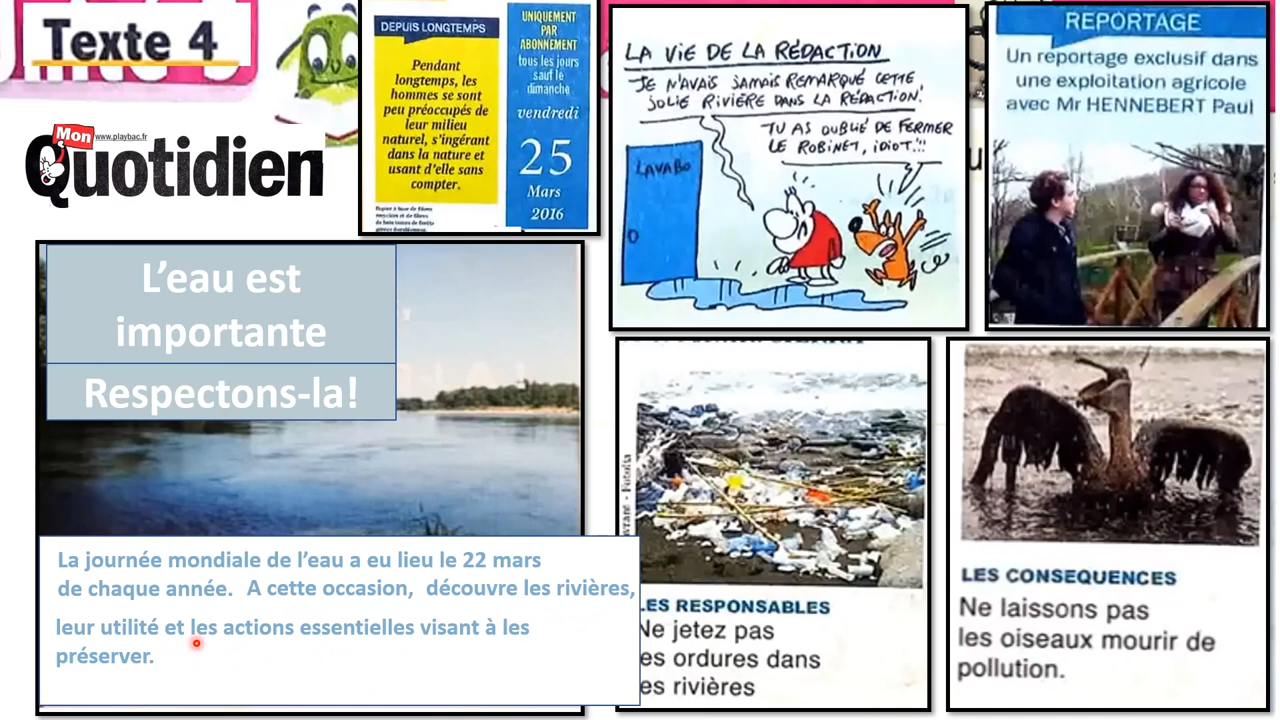 Texte 4
Mon
www.playbac.fr
Quotidien
DEPUIS LONGTEMPS
Pendant
longtemps, les
hommes se sont
peu préoccupés de
leur milieu
naturel, s'ingérant
dans la nature et
usant d'elle sans
compter.
UNIQUEMENT
PAR
ABONNEMENT
tous les jours
sauf le
dimanche
vendredi
25
Mars
2016
LA ViE DE LA RÉDACTiON
JE N'AVAIS JAMAIS REMARQUÉ CETTE
JOLIE RIVIÈRE DANS LA RÉDACTION!
TU AS OUBLIÉ DE FERMER
LE ROBINET, IDIOT!!!
LAVABO
REPORTAGE
Un reportage exclusif dans
une exploitation agricole
avec Mr HENNEBERT Paul
L'eau est
importante
Respectons-la!
La journée mondiale de l'eau a eu lieu le 22 mars
de chaque année. A cette occasion, découvre les rivières,
leur utilité et les actions essentielles visant à les
préserver.
LES RESPONSABLES
Ne jetez pas
es ordures dans
es rivières
LES CONSEQUENCES
Ne laissons pas
les oiseaux mourir de
pollution.